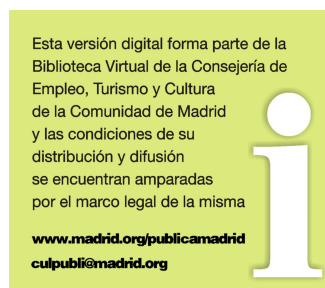 Esta versión digital forma parte de la
Biblioteca Virtual de la Consejería de
Empleo, Turismo y Cultura
de la Comunidad de Madrid
y las condiciones de su
distribución y difusión
se encuentran amparadas
por el marco legal de la misma
www.madrid.org/publicamadrid
culpubli@madrid.org
i